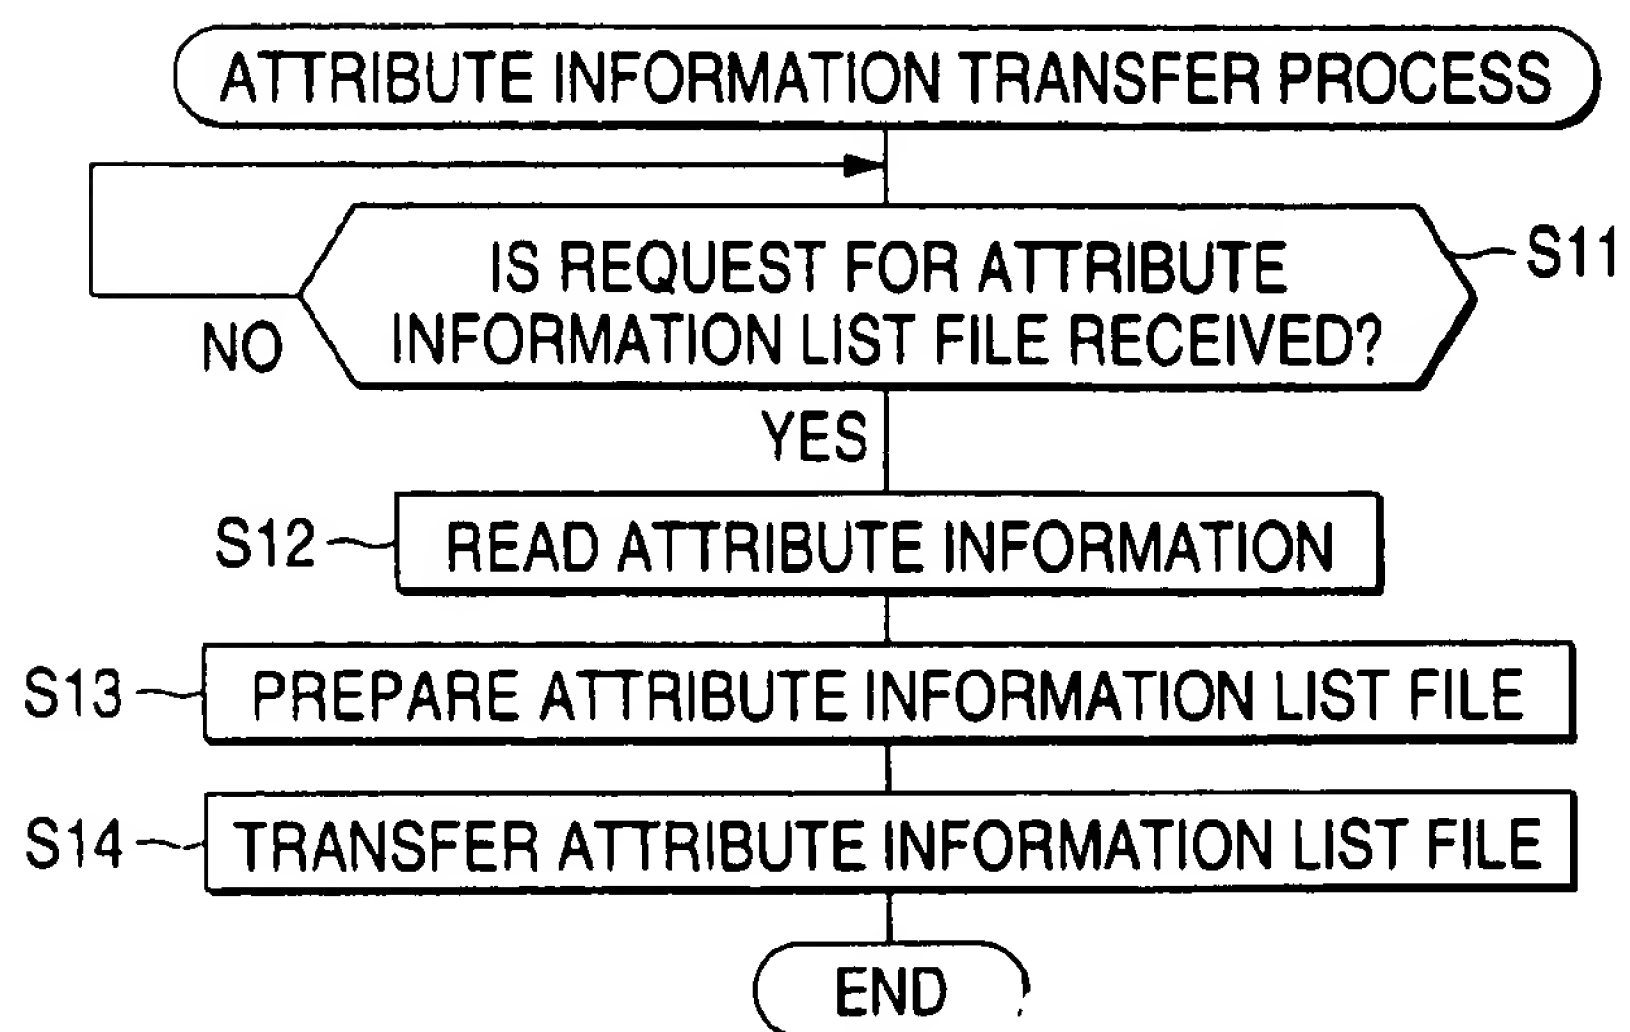 ATTRIBUTE INFORMATION TRANSFER PROCESS
IS REQUEST FOR ATTRIBUTE
INFORMATION LIST FILE RECEIVED?
S11
NO
YES
S12
READ ATTRIBUTE INFORMATION
S13
PREPARE ATTRIBUTE INFORMATION LIST FILE
S14
TRANSFER ATTRIBUTE INFORMATION LIST FILE
END